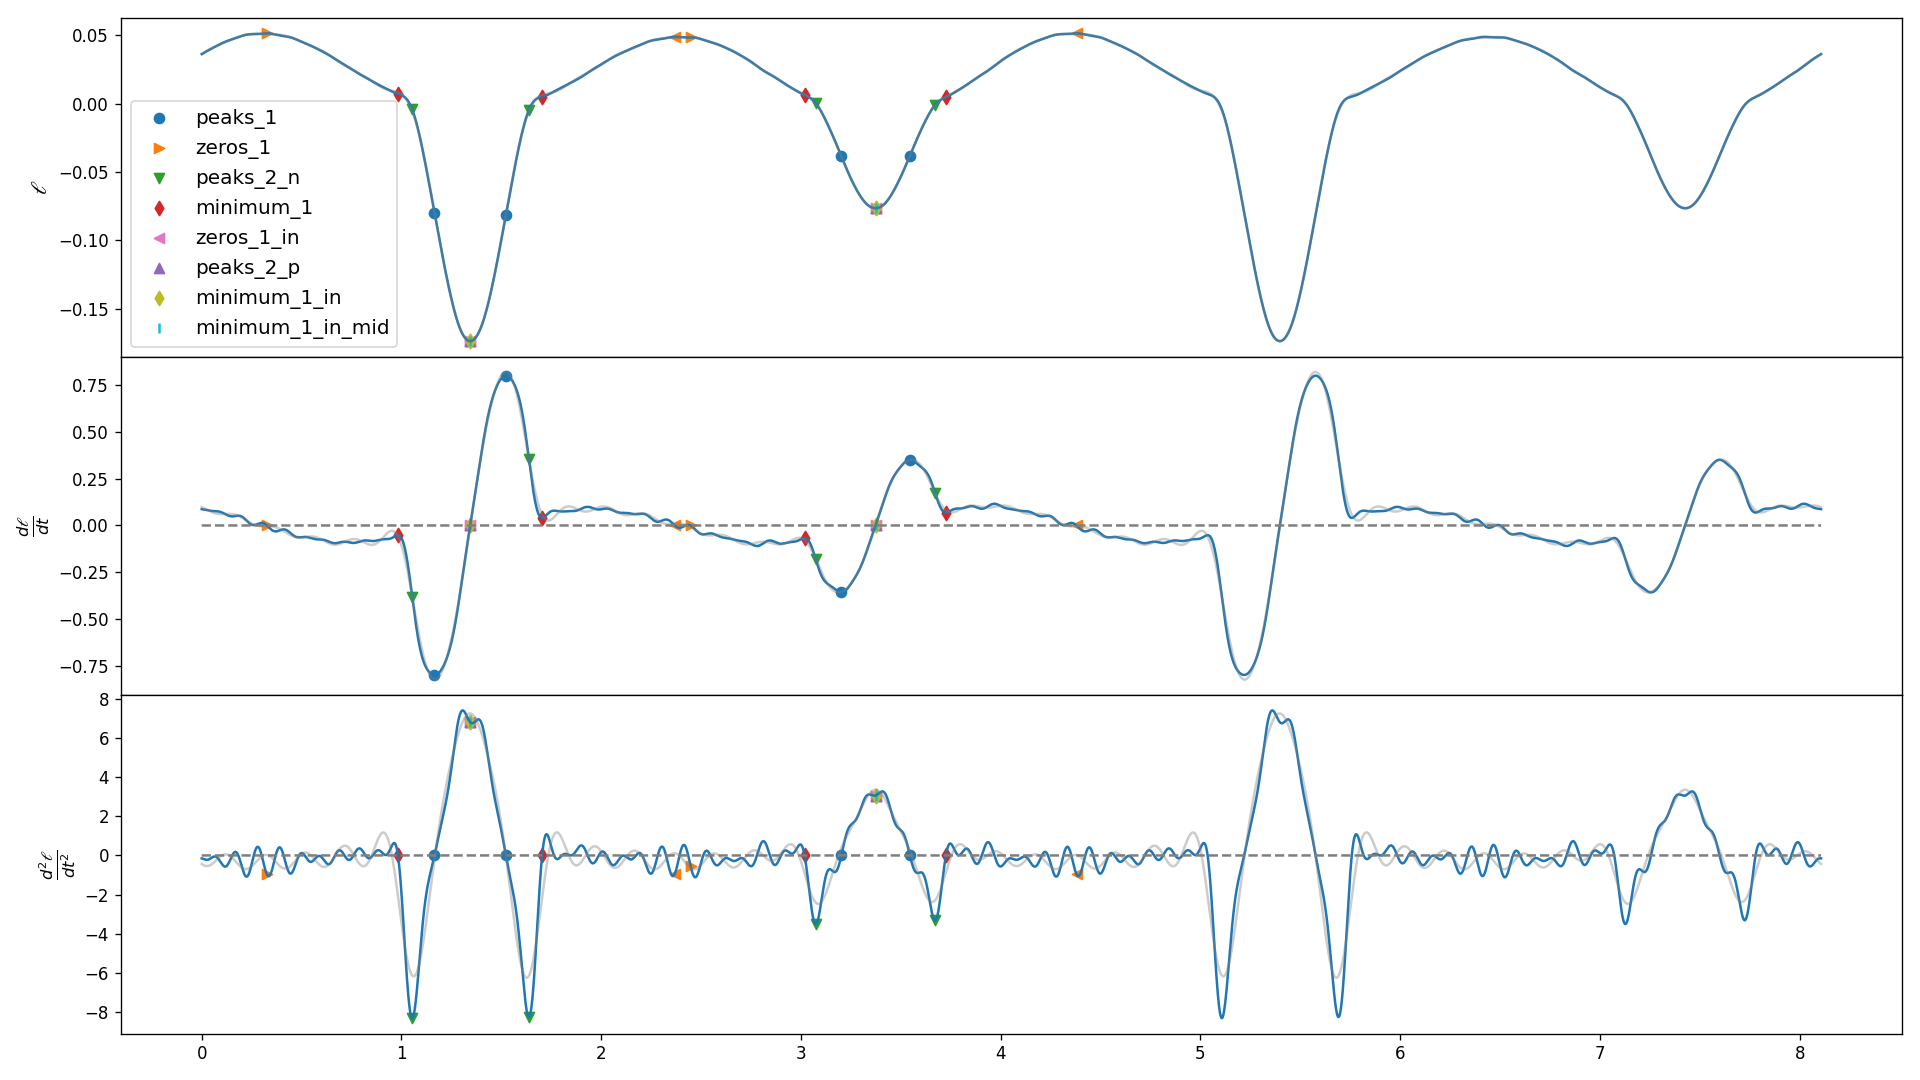 0.05
0.00
−0.05
−0.10
−0.15
ℓ
peaks_1
zeros_1
peaks_2_n
minimum_1
zeros_1_in
peaks_2_p
minimum_1_in
minimum_1_in_mid
0.75
0.50
0.25
0.00
−0.25
−0.50
−0.75
dℓ/dt
8
6
4
2
0
−2
−4
−6
−8
d²ℓ/dt²
0 1 2 3 4 5 6 7 8